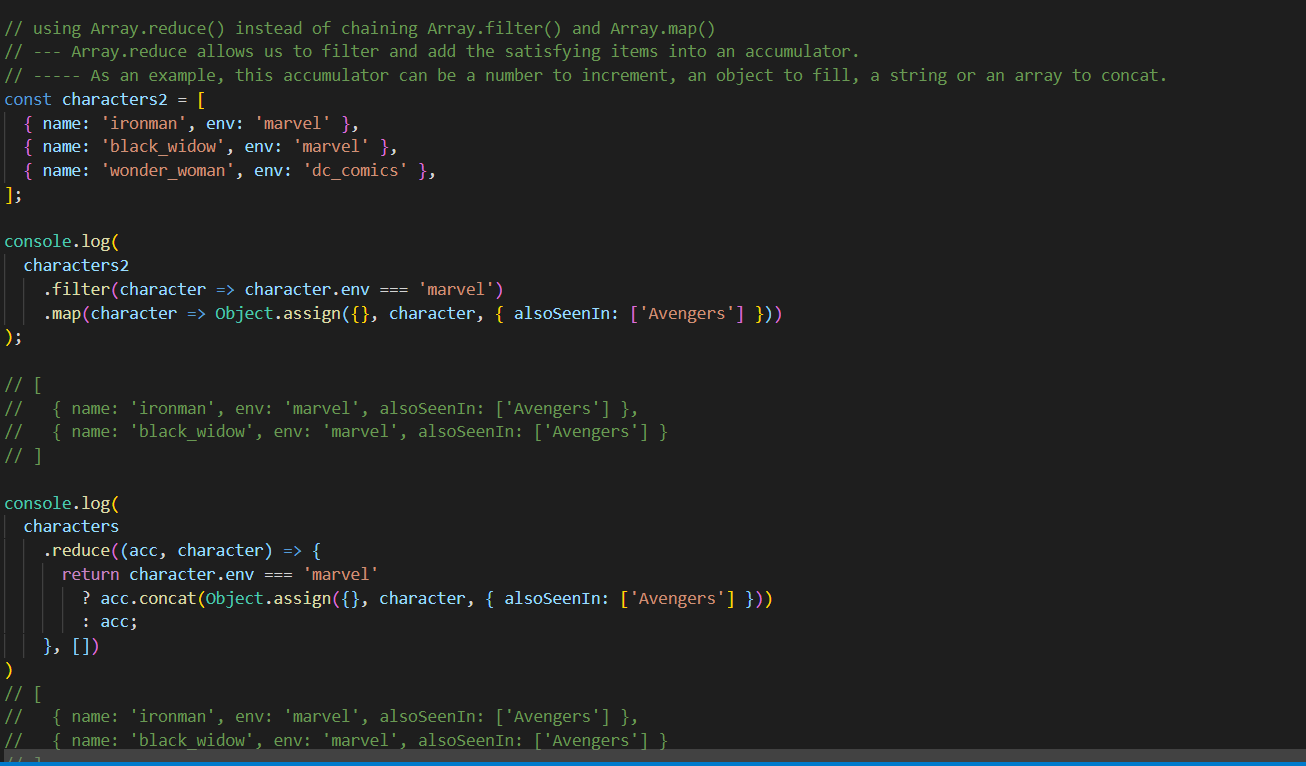 // using Array.reduce() instead of chaining Array.filter() and Array.map()
// --- Array.reduce allows us to filter and add the satisfying items into an accumulator.
// ----- As an example, this accumulator can be a number to increment, an object to fill, a string or an array to concat.
const characters2 = [
  { name: 'ironman', env: 'marvel' },
  { name: 'black_widow', env: 'marvel' },
  { name: 'wonder_woman', env: 'dc_comics' },
];

console.log(
  characters2
    .filter(character => character.env === 'marvel')
    .map(character => Object.assign({}, character, { alsoSeenIn: ['Avengers'] }))
);

// [
//   { name: 'ironman', env: 'marvel', alsoSeenIn: ['Avengers'] },
//   { name: 'black_widow', env: 'marvel', alsoSeenIn: ['Avengers'] }
// ]

console.log(
  characters
    .reduce((acc, character) => {
      return character.env === 'marvel'
        ? acc.concat(Object.assign({}, character, { alsoSeenIn: ['Avengers'] }))
        : acc;
    }, [])
)
// [
//   { name: 'ironman', env: 'marvel', alsoSeenIn: ['Avengers'] },
//   { name: 'black_widow', env: 'marvel', alsoSeenIn: ['Avengers'] }
// ]